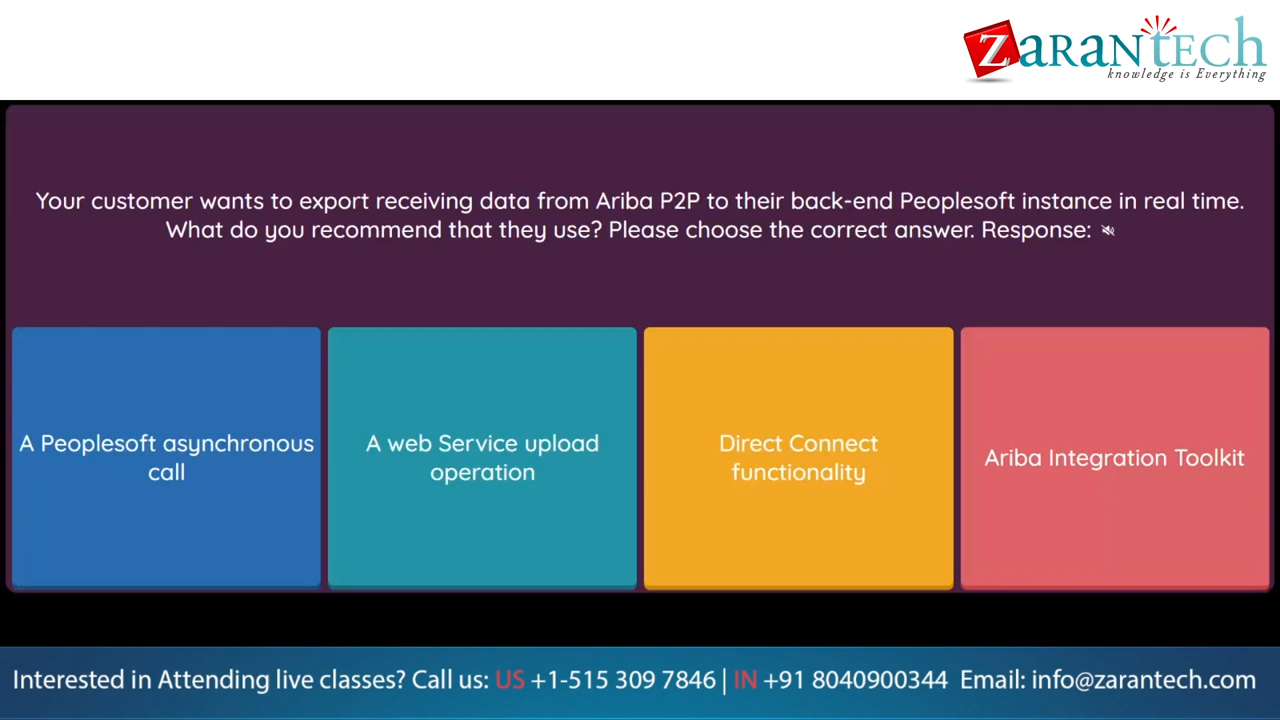 ZARANTECH
knowledge is Everything
Your customer wants to export receiving data from Ariba P2P to their back-end Peoplesoft instance in real time.
What do you recommend that they use? Please choose the correct answer. Response:
A Peoplesoft asynchronous
call
A web Service upload
operation
Direct Connect
functionality
Ariba Integration Toolkit
Interested in Attending live classes? Call us: US +1-515 309 7846 | IN +91 8040900344 Email: info@zarantech.com